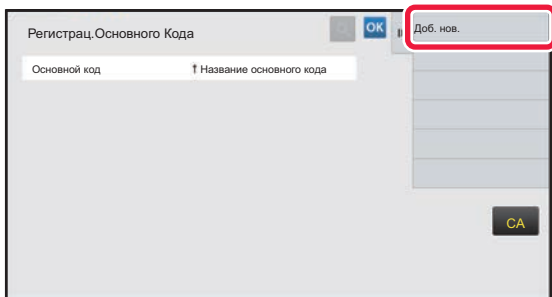 Регистрац.Основного Кода
OK
Доб. нов.
Основной код
Название основного кода
CA